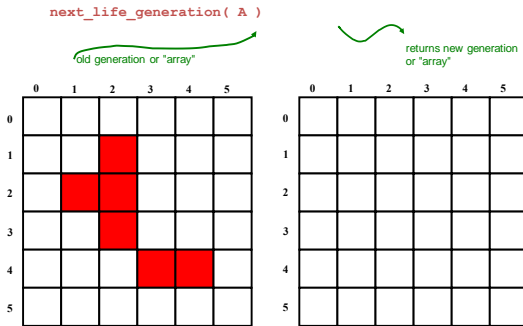 next_life_generation( A )
old generation or "array"
returns new generation
or "array"
0 1 2 3 4 5
0 1 2 3 4 5
0 0
1 1
2 2
3 3
4 4
5 5